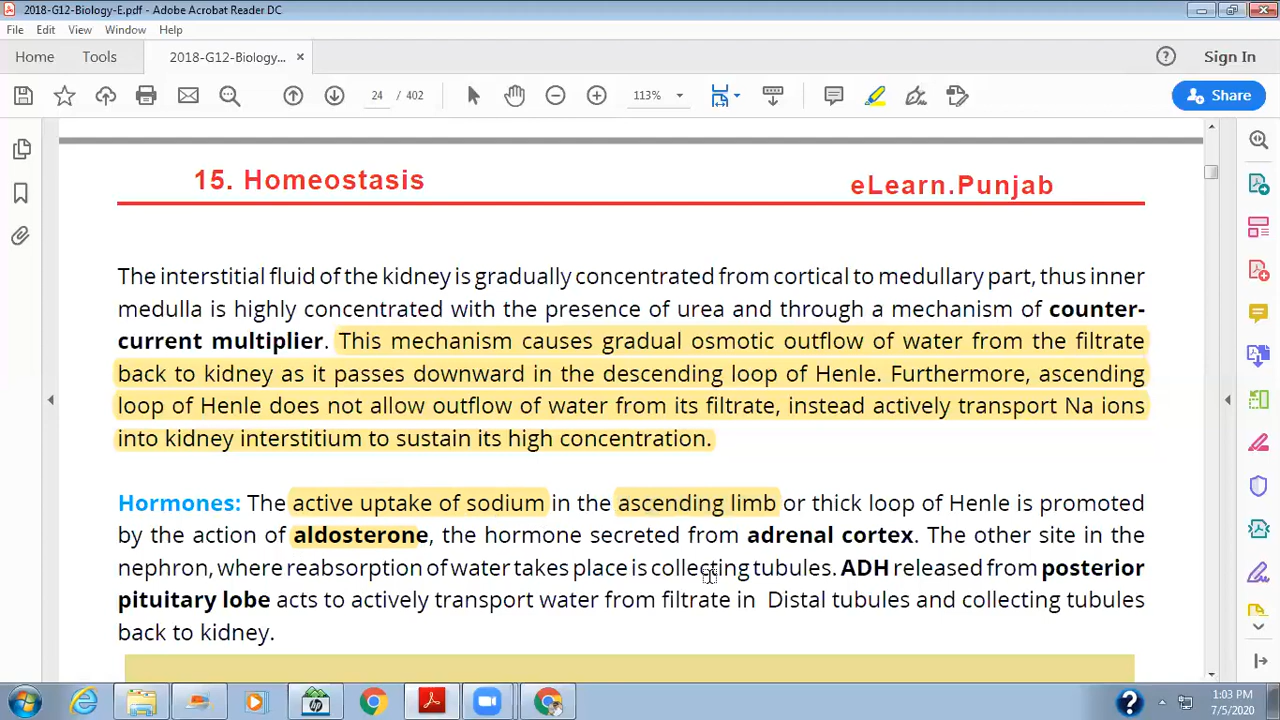 2018-G12-Biology-E.pdf - Adobe Acrobat Reader DC
File Edit View Window Help
Home Tools 2018-G12-Biology... × Sign In
24 / 402 113% Share
15. Homeostasis eLearn.Punjab
The interstitial fluid of the kidney is gradually concentrated from cortical to medullary part, thus inner
medulla is highly concentrated with the presence of urea and through a mechanism of counter-
current multiplier. This mechanism causes gradual osmotic outflow of water from the filtrate
back to kidney as it passes downward in the descending loop of Henle. Furthermore, ascending
loop of Henle does not allow outflow of water from its filtrate, instead actively transport Na ions
into kidney interstitium to sustain its high concentration.
Hormones: The active uptake of sodium in the ascending limb or thick loop of Henle is promoted
by the action of aldosterone, the hormone secreted from adrenal cortex. The other site in the
nephron, where reabsorption of water takes place is collecting tubules. ADH released from posterior
pituitary lobe acts to actively transport water from filtrate in Distal tubules and collecting tubules
back to kidney.
1:03 PM
7/5/2020